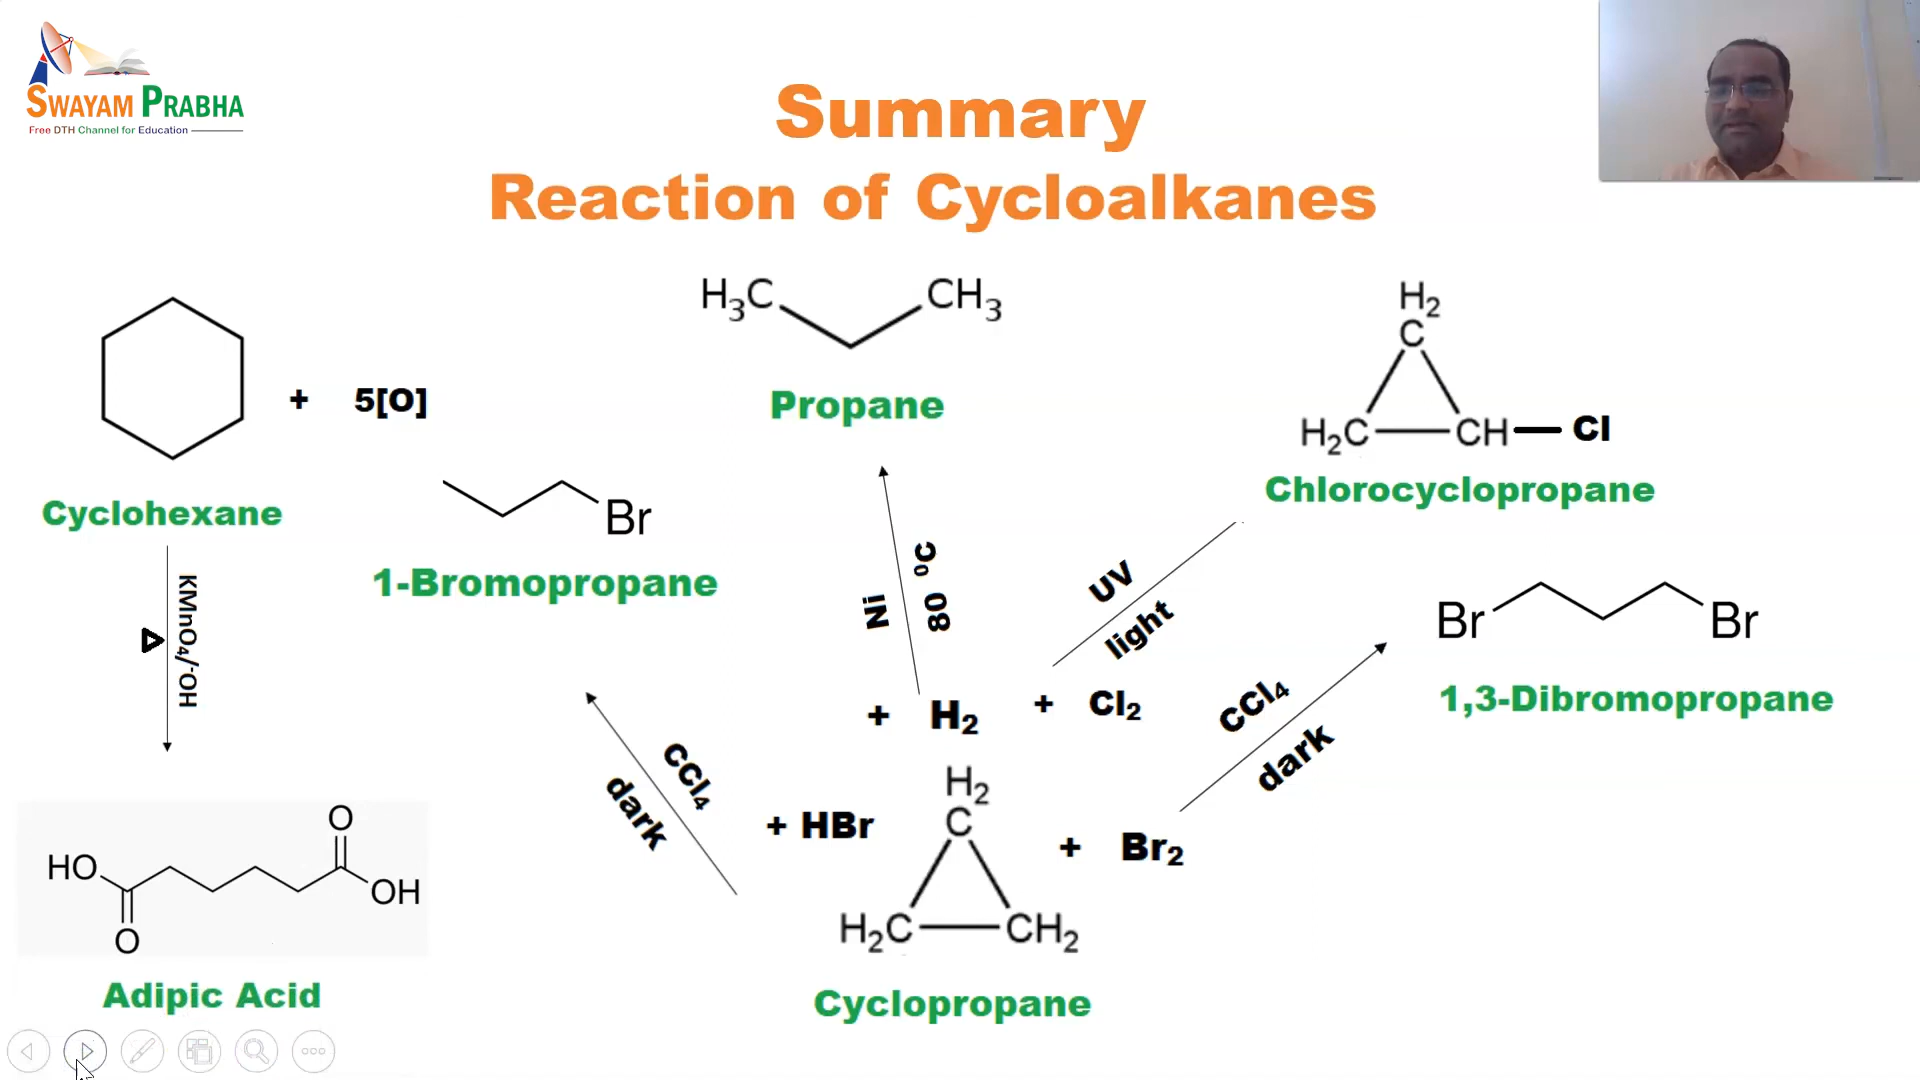 SWAYAM PRABHA
Free DTH Channel for Education
Summary
Reaction of Cycloalkanes
+ 5[O]
Cyclohexane
KMnO₄/⁻OH
Δ
HO
O
O
OH
Adipic Acid
Br
1-Bromopropane
CCl₄
dark
H₃C CH₃
Propane
Ni
80 ⁰C
+ H₂
H₂
C
H₂C CH Cl
Chlorocyclopropane
UV
light
+ Cl₂
Br Br
1,3-Dibromopropane
CCl₄
dark
+ HBr
+ Br₂
H₂
C
H₂C CH₂
Cyclopropane